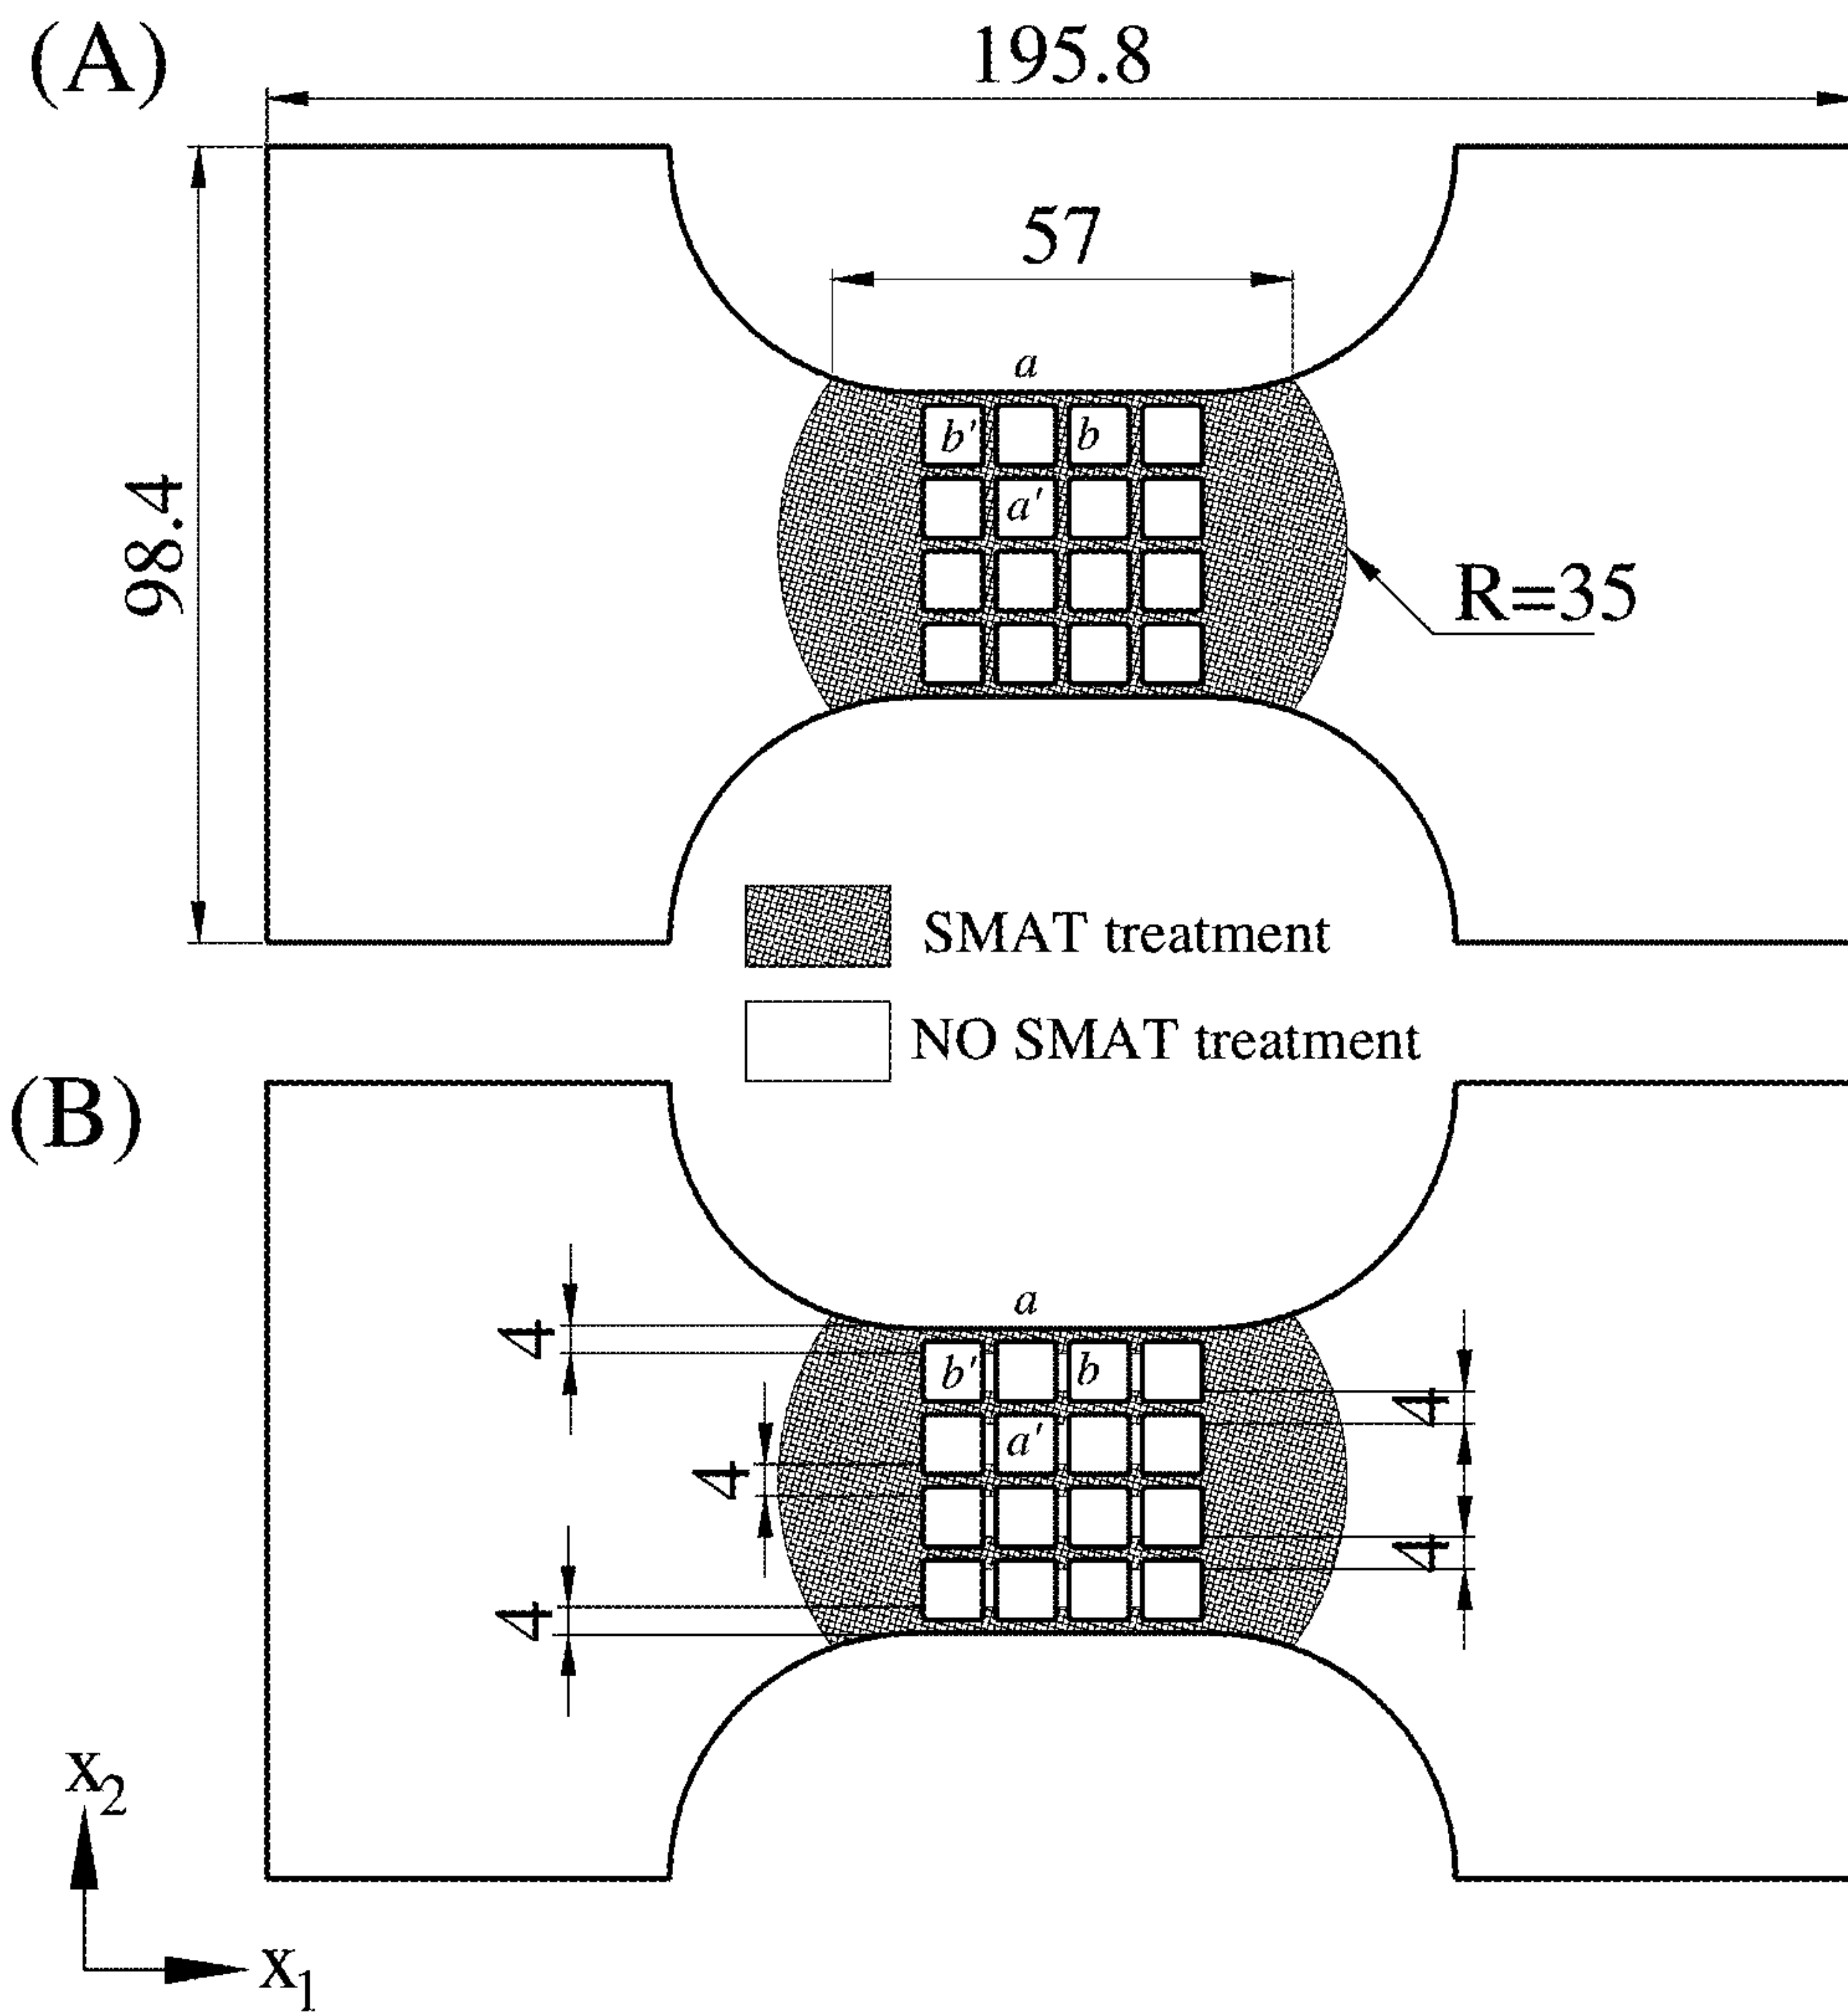 (A)
195.8
57
98.4
a
b' b
a'
R=35
SMAT treatment
NO SMAT treatment
(B)
a
4
b' b
4
a'
4
4
4
x2
x1